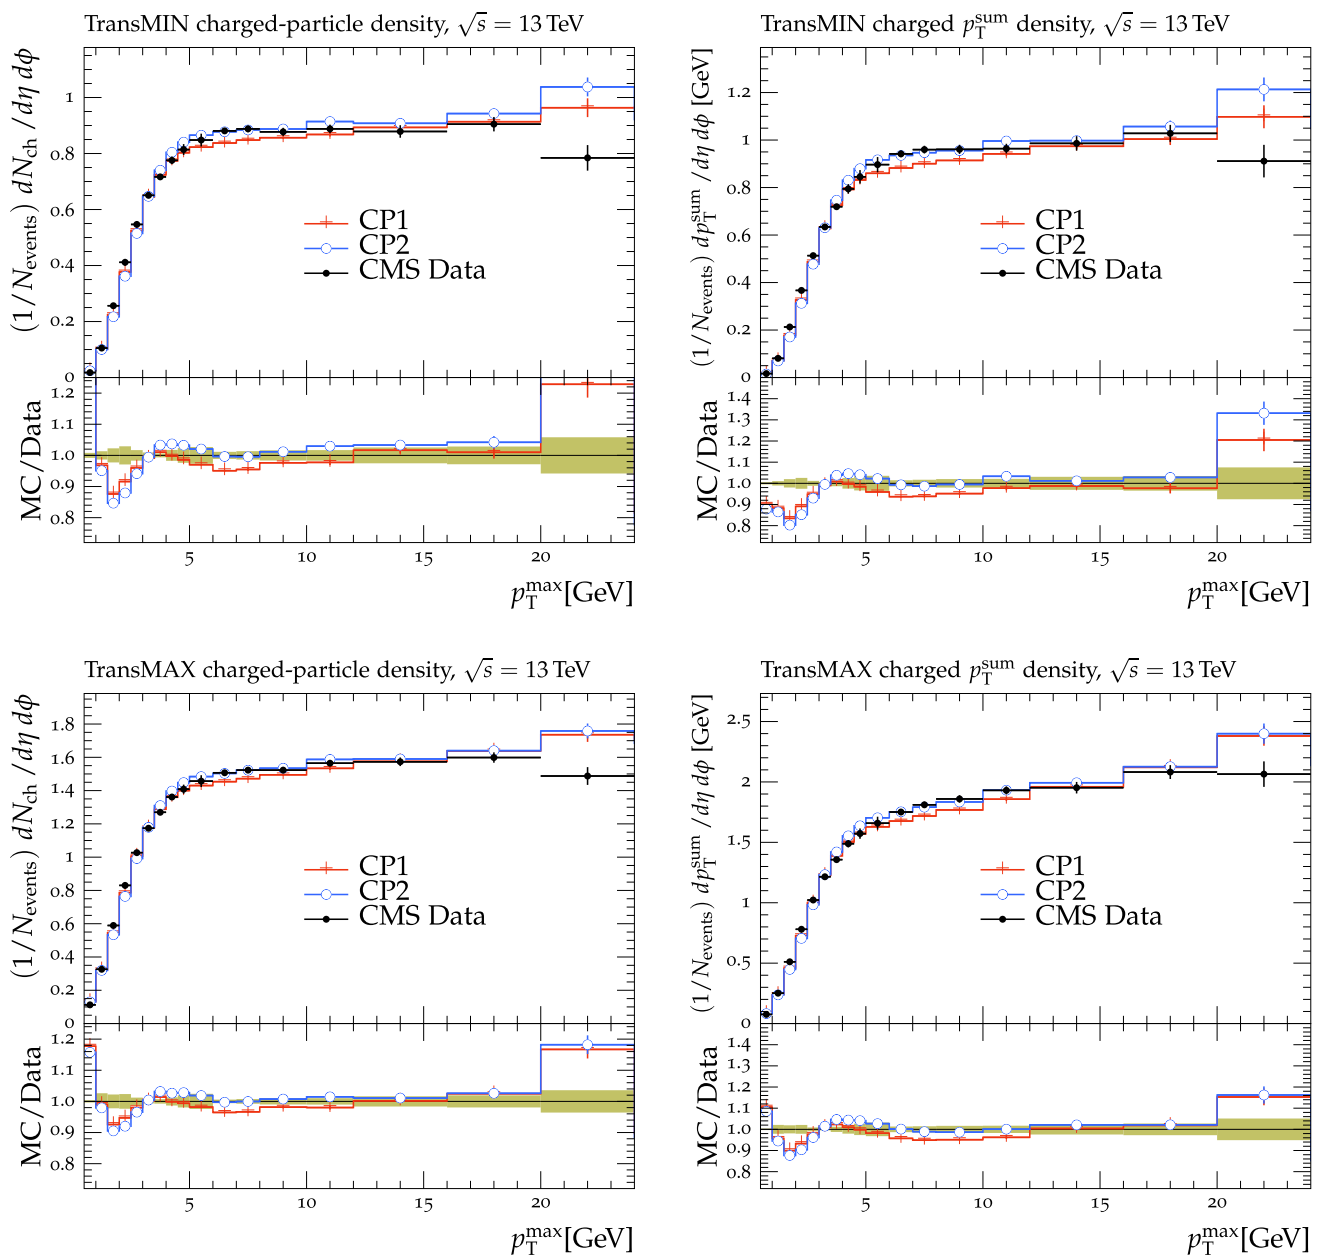 TransMIN charged-particle density, √s = 13 TeV
(1/N_events) dN_ch/dη dϕ
1
0.8
0.6
0.4
0.2
0
CP1
CP2
CMS Data
MC/Data
1.2
1.1
1.0
0.9
0.8
5 10 15 20
p_T^max[GeV]
TransMIN charged p_T^sum density, √s = 13 TeV
(1/N_events) dp_T^sum/dη dϕ [GeV]
1.2
1
0.8
0.6
0.4
0.2
0
CP1
CP2
CMS Data
MC/Data
1.4
1.3
1.2
1.1
1.0
0.9
0.8
5 10 15 20
p_T^max[GeV]
TransMAX charged-particle density, √s = 13 TeV
(1/N_events) dN_ch/dη dϕ
1.8
1.6
1.4
1.2
1
0.8
0.6
0.4
0.2
0
CP1
CP2
CMS Data
MC/Data
1.2
1.1
1.0
0.9
0.8
5 10 15 20
p_T^max[GeV]
TransMAX charged p_T^sum density, √s = 13 TeV
(1/N_events) dp_T^sum/dη dϕ [GeV]
2.5
2
1.5
1
0.5
0
CP1
CP2
CMS Data
MC/Data
1.4
1.3
1.2
1.1
1.0
0.9
0.8
5 10 15 20
p_T^max[GeV]